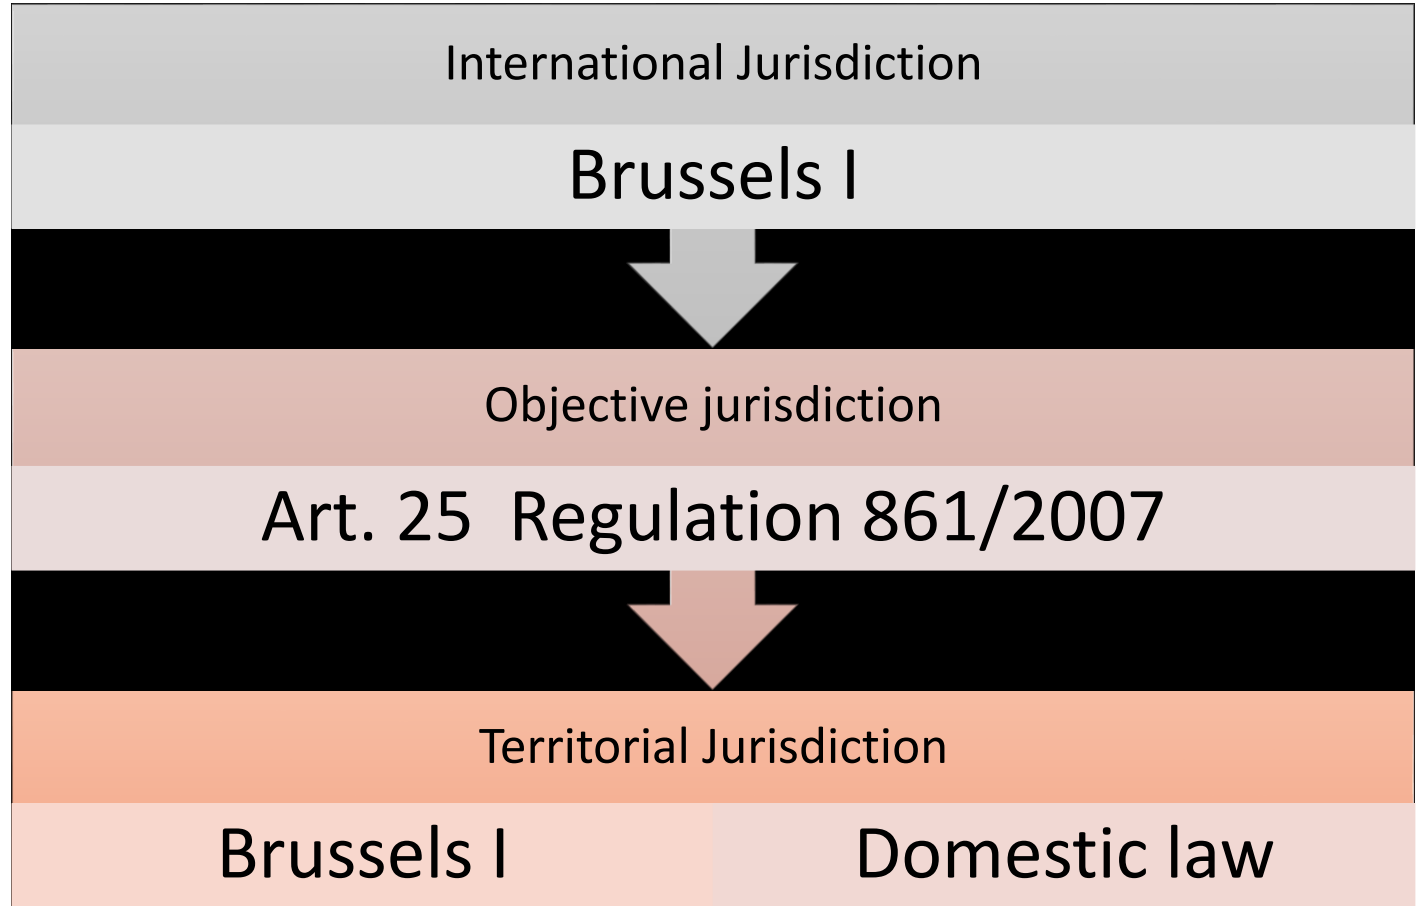 International Jurisdiction
Brussels I
Objective jurisdiction
Art. 25 Regulation 861/2007
Territorial Jurisdiction
Brussels I
Domestic law